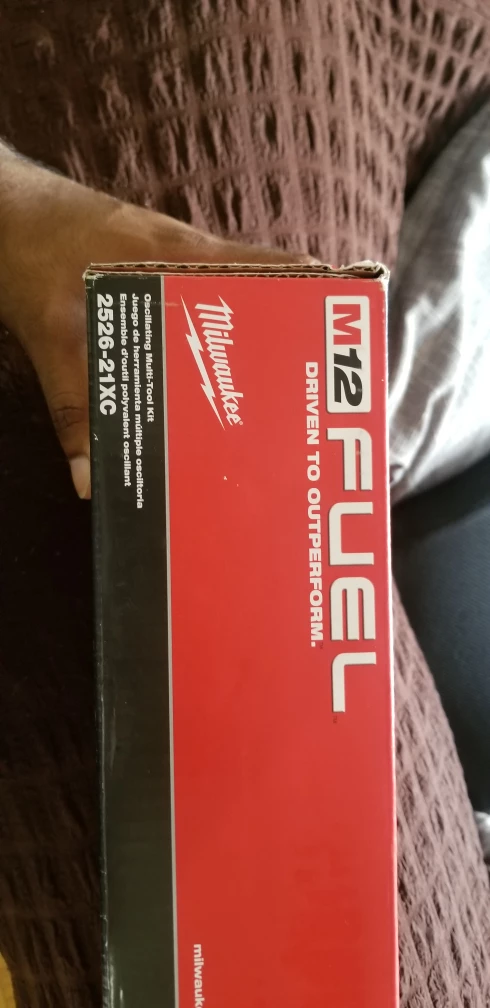 M12 FUEL
DRIVEN TO OUTPERFORM.
Milwaukee
milwauk
Oscillating Multi-Tool Kit
Juego de herramienta múltiple oscilitoria
Ensemble d'outil polyvalent oscillant
2526-21XC